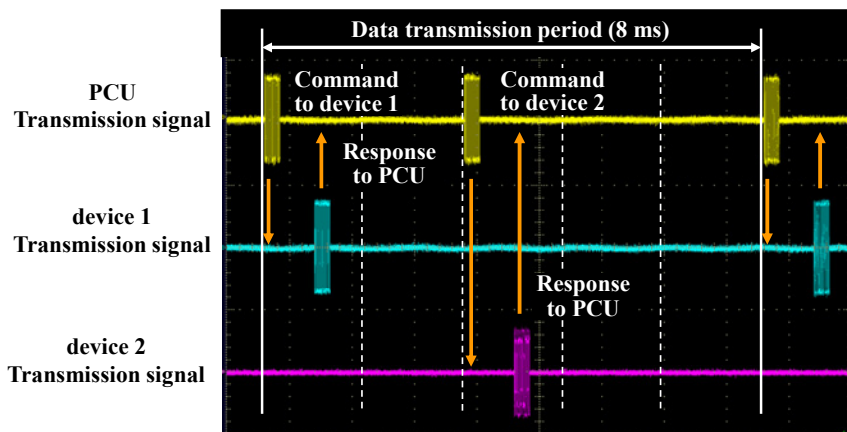 Data transmission period (8 ms)
PCU
Transmission signal
Command
to device 1
Command
to device 2
Response
to PCU
device 1
Transmission signal
Response
to PCU
device 2
Transmission signal